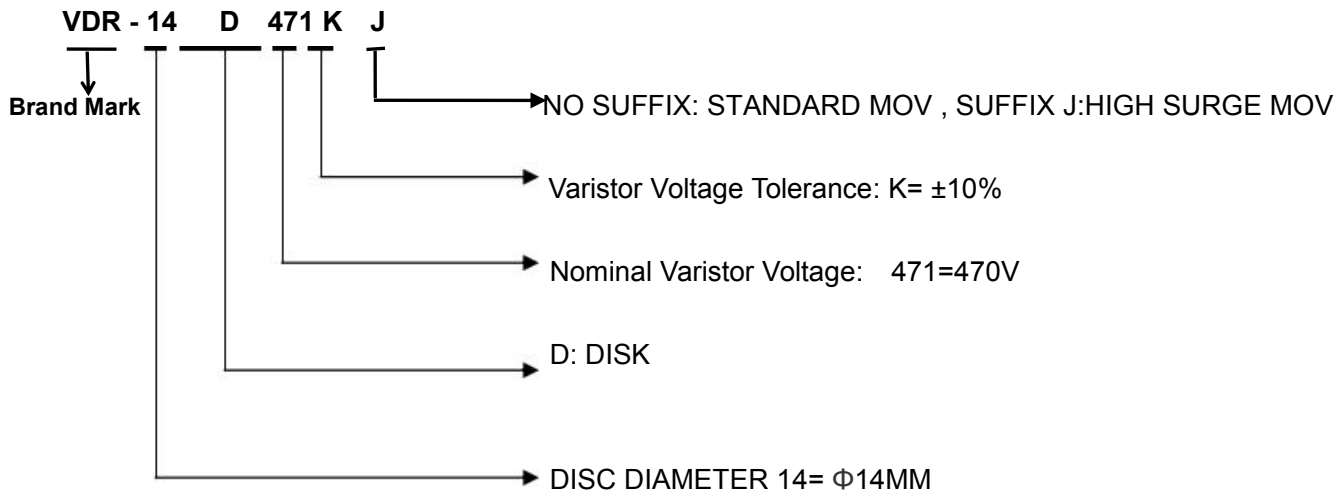 VDR - 14 D 471 K J
Brand Mark
NO SUFFIX: STANDARD MOV , SUFFIX J:HIGH SURGE MOV
Varistor Voltage Tolerance: K= ±10%
Nominal Varistor Voltage: 471=470V
D: DISK
DISC DIAMETER 14= Φ14MM